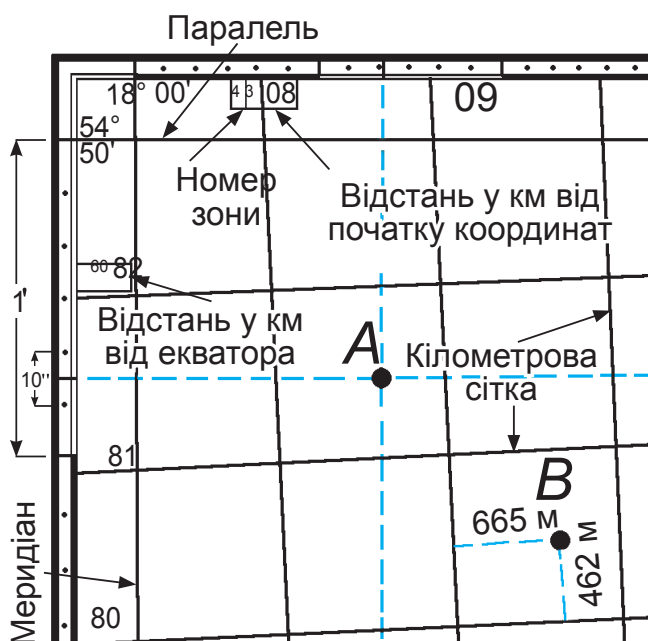 Паралель
18° 00'
4 3 08
09
54°
50'
Номер
зони
Відстань у км від
початку координат
60 82
1'
Відстань у км
від екватора
A
Кілометрова
сітка
10"
81
B
665 м
462 м
Меридіан
80